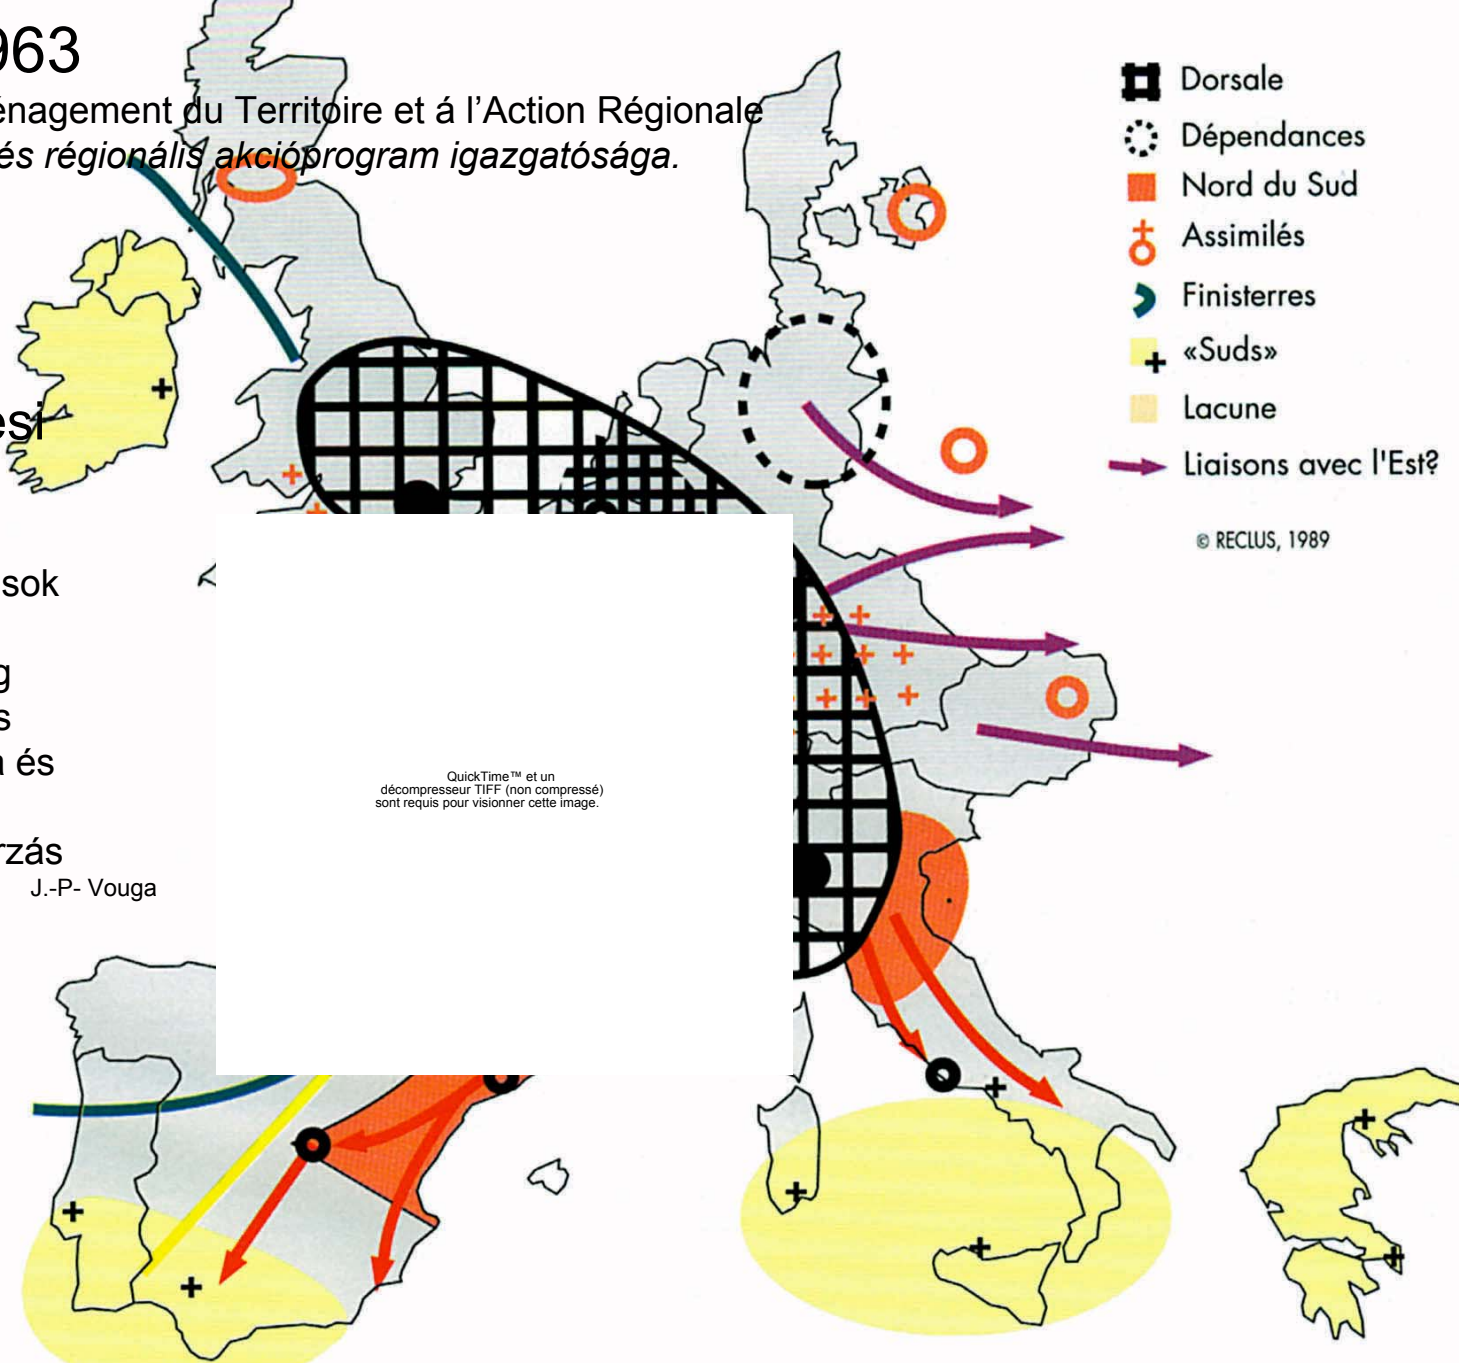 963
énagement du Territoire et á l’Action Régionale
és régionális akcióprogram igazgatósága.
esi
sok
g
s
a és
rzás
J.-P- Vouga
QuickTime™ et un
décompresseur TIFF (non compressé)
sont requis pour visionner cette image.
Dorsale
Dépendances
Nord du Sud
Assimilés
Finisterres
«Suds»
Lacune
Liaisons avec l'Est?
© RECLUS, 1989